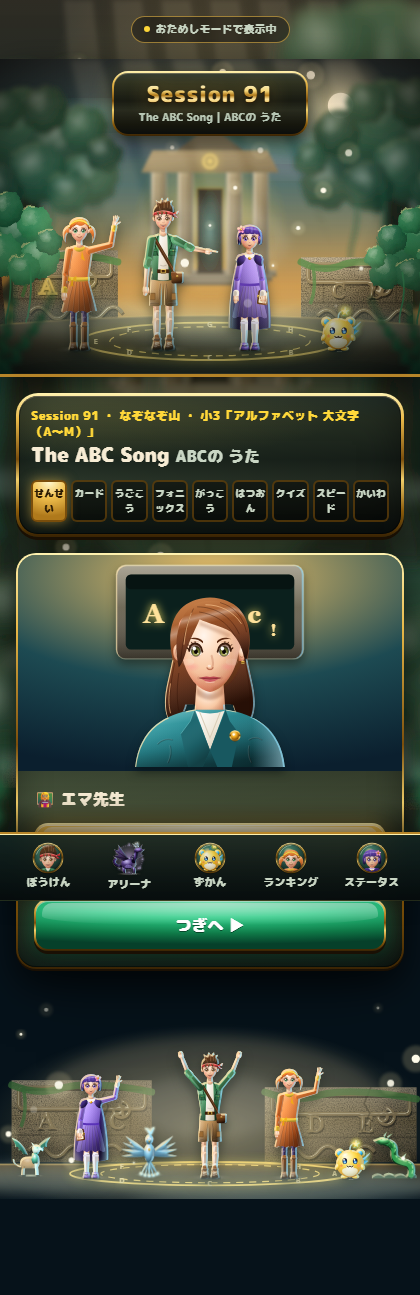 おためしモードで表示中
Session 91
The ABC Song | ABCの うた
A
C
Session 91 ・ なぞなぞ山 ・ 小3「アルファベット 大文字
（A〜M）」
The ABC Song ABCの うた
せんせ
い
カード
うごこ
う
フォニ
ックス
がっこ
う
はつお
ん
クイズ
スピー
ド
かいわ
A c !
エマ先生
ぼうけん
アリーナ
ずかん
ランキング
ステータス
つぎへ ▶
A
D E